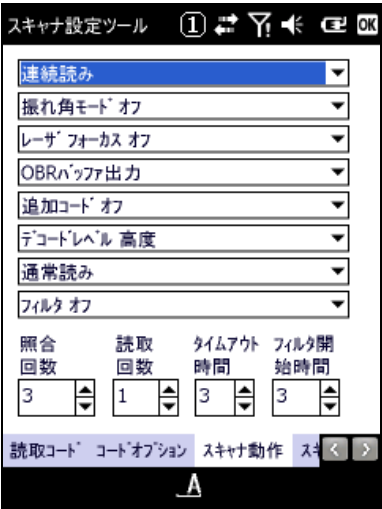 スキャナ設定ツール 1 OK
連続読み
振れ角モード オフ
レーザ フォーカス オフ
OBRバッファ出力
追加コード オフ
デコードレベル 高度
通常読み
フィルタ オフ
照合 読取 タイムアウト フィルタ開
回数 回数 時間 始時間
3 1 3 3
読取コード コードオプション スキャナ動作 スキ
A